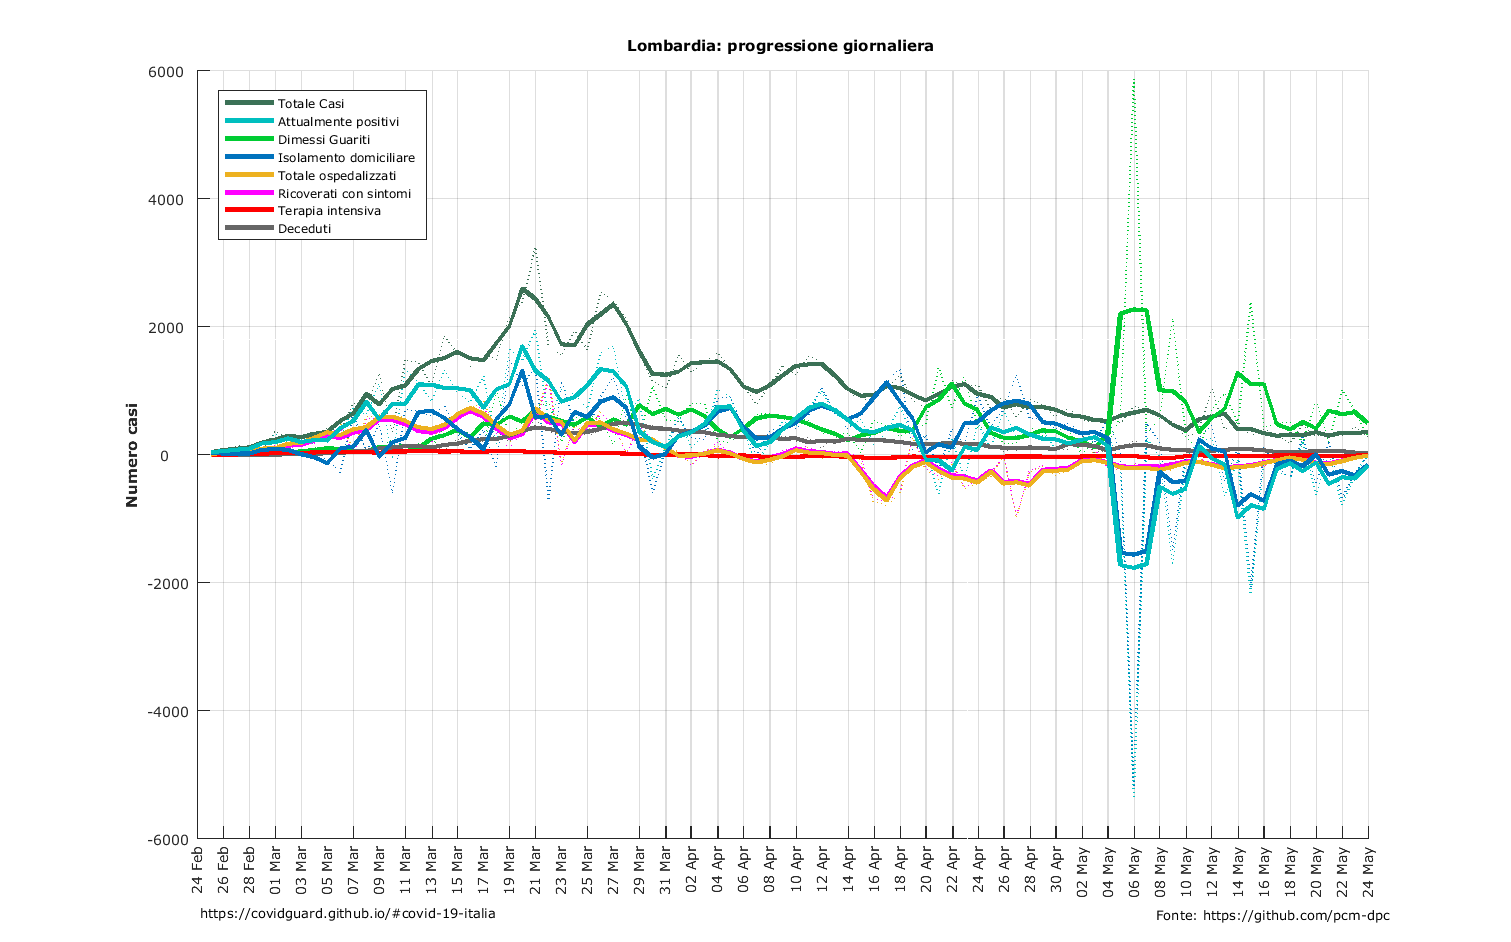 Lombardia: progressione giornaliera
6000
4000
2000
0
-2000
-4000
-6000
Numero casi
Totale Casi
Attualmente positivi
Dimessi Guariti
Isolamento domiciliare
Totale ospedalizzati
Ricoverati con sintomi
Terapia intensiva
Deceduti
24 Feb
26 Feb
28 Feb
01 Mar
03 Mar
05 Mar
07 Mar
09 Mar
11 Mar
13 Mar
15 Mar
17 Mar
19 Mar
21 Mar
23 Mar
25 Mar
27 Mar
29 Mar
31 Mar
02 Apr
04 Apr
06 Apr
08 Apr
10 Apr
12 Apr
14 Apr
16 Apr
18 Apr
20 Apr
22 Apr
24 Apr
26 Apr
28 Apr
30 Apr
02 May
04 May
06 May
08 May
10 May
12 May
14 May
16 May
18 May
20 May
22 May
24 May
https://covidguard.github.io/#covid-19-italia
Fonte: https://github.com/pcm-dpc